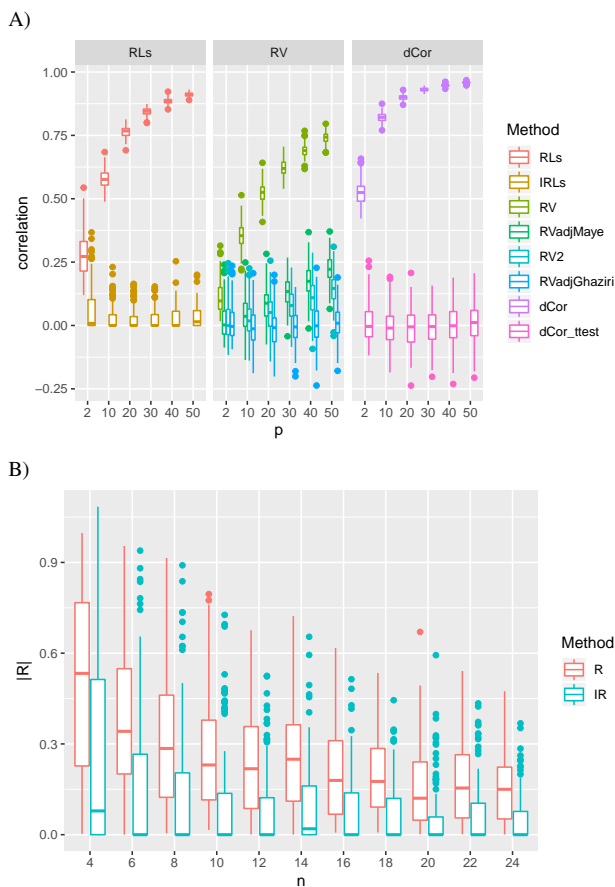 A)
RLs RV dCor
1.00
0.75
0.50
0.25
0.00
−0.25
correlation
2 10 20 30 40 50 2 10 20 30 40 50 2 10 20 30 40 50
p
Method
RLs
IRLs
RV
RVadjMaye
RV2
RVadjGhaziri
dCor
dCor_ttest
B)
0.9
0.6
0.3
0.0
|R|
4 6 8 10 12 14 16 18 20 22 24
n
Method
R
IR